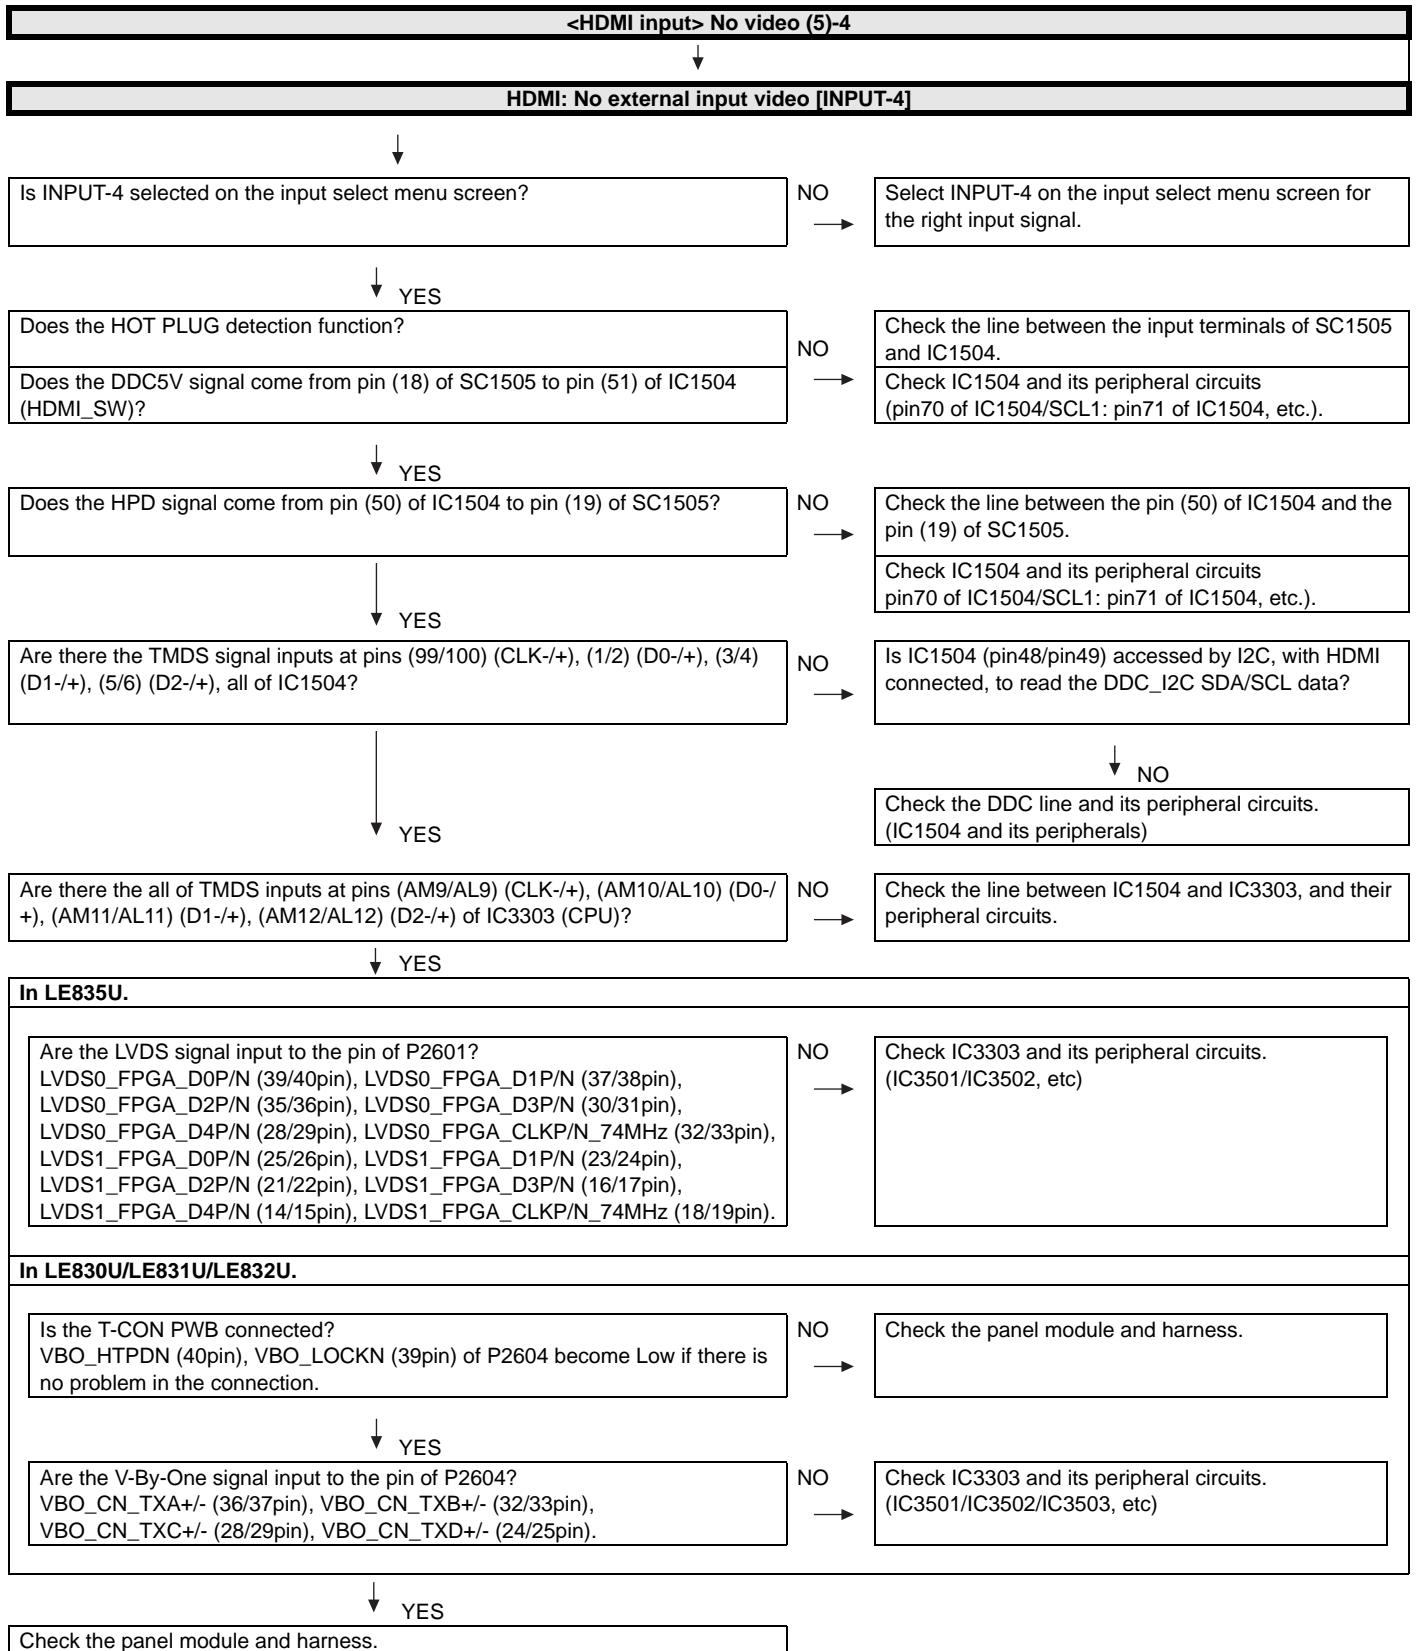 <HDMI input> No video (5)-4
HDMI: No external input video [INPUT-4]
Is INPUT-4 selected on the input select menu screen?
NO
Select INPUT-4 on the input select menu screen for
the right input signal.
YES
Does the HOT PLUG detection function?
Does the DDC5V signal come from pin (18) of SC1505 to pin (51) of IC1504
(HDMI_SW)?
NO
Check the line between the input terminals of SC1505
and IC1504.
Check IC1504 and its peripheral circuits
(pin70 of IC1504/SCL1: pin71 of IC1504, etc.).
YES
Does the HPD signal come from pin (50) of IC1504 to pin (19) of SC1505?
NO
Check the line between the pin (50) of IC1504 and the
pin (19) of SC1505.
Check IC1504 and its peripheral circuits
pin70 of IC1504/SCL1: pin71 of IC1504, etc.).
YES
Are there the TMDS signal inputs at pins (99/100) (CLK-/+), (1/2) (D0-/+), (3/4)
(D1-/+), (5/6) (D2-/+), all of IC1504?
NO
Is IC1504 (pin48/pin49) accessed by I2C, with HDMI
connected, to read the DDC_I2C SDA/SCL data?
NO
Check the DDC line and its peripheral circuits.
(IC1504 and its peripherals)
YES
Are there the all of TMDS inputs at pins (AM9/AL9) (CLK-/+), (AM10/AL10) (D0-/
+), (AM11/AL11) (D1-/+), (AM12/AL12) (D2-/+) of IC3303 (CPU)?
NO
Check the line between IC1504 and IC3303, and their
peripheral circuits.
YES
In LE835U.
Are the LVDS signal input to the pin of P2601?
LVDS0_FPGA_D0P/N (39/40pin), LVDS0_FPGA_D1P/N (37/38pin),
LVDS0_FPGA_D2P/N (35/36pin), LVDS0_FPGA_D3P/N (30/31pin),
LVDS0_FPGA_D4P/N (28/29pin), LVDS0_FPGA_CLKP/N_74MHz (32/33pin),
LVDS1_FPGA_D0P/N (25/26pin), LVDS1_FPGA_D1P/N (23/24pin),
LVDS1_FPGA_D2P/N (21/22pin), LVDS1_FPGA_D3P/N (16/17pin),
LVDS1_FPGA_D4P/N (14/15pin), LVDS1_FPGA_CLKP/N_74MHz (18/19pin).
NO
Check IC3303 and its peripheral circuits.
(IC3501/IC3502, etc)
In LE830U/LE831U/LE832U.
Is the T-CON PWB connected?
VBO_HTPDN (40pin), VBO_LOCKN (39pin) of P2604 become Low if there is
no problem in the connection.
NO
Check the panel module and harness.
YES
Are the V-By-One signal input to the pin of P2604?
VBO_CN_TXA+/- (36/37pin), VBO_CN_TXB+/- (32/33pin),
VBO_CN_TXC+/- (28/29pin), VBO_CN_TXD+/- (24/25pin).
NO
Check IC3303 and its peripheral circuits.
(IC3501/IC3502/IC3503, etc)
YES
Check the panel module and harness.